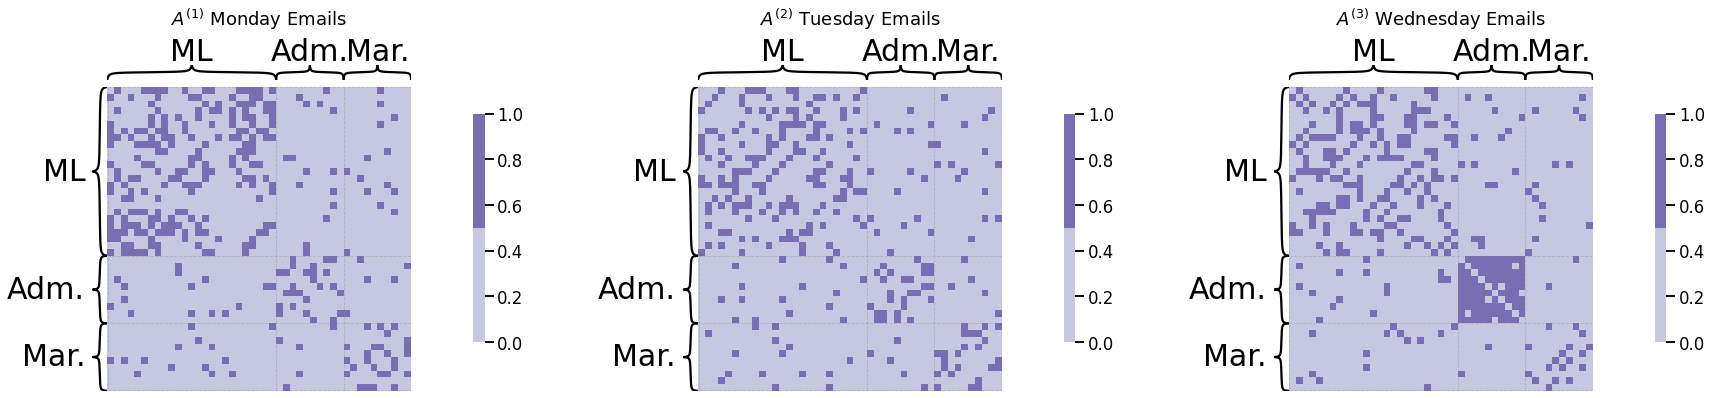 A⁽¹⁾ Monday Emails
ML Adm. Mar.
ML
Adm.
Mar.
1.0
0.8
0.6
0.4
0.2
0.0
A⁽²⁾ Tuesday Emails
ML Adm. Mar.
ML
Adm.
Mar.
1.0
0.8
0.6
0.4
0.2
0.0
A⁽³⁾ Wednesday Emails
ML Adm. Mar.
ML
Adm.
Mar.
1.0
0.8
0.6
0.4
0.2
0.0